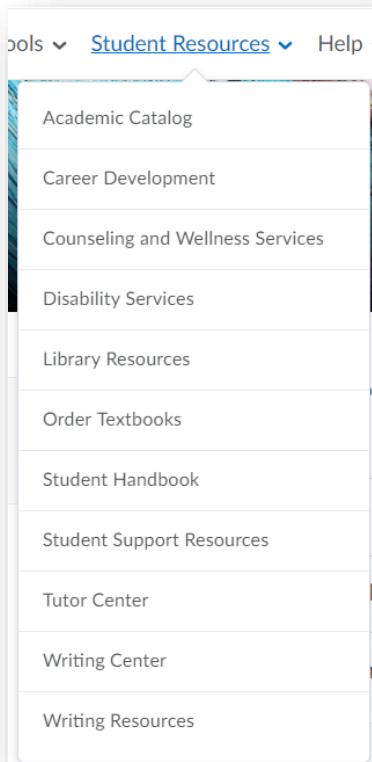 ools Student Resources Help
Academic Catalog
Career Development
Counseling and Wellness Services
Disability Services
Library Resources
Order Textbooks
Student Handbook
Student Support Resources
Tutor Center
Writing Center
Writing Resources